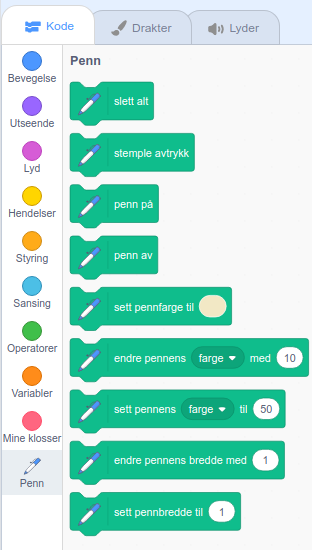 Kode
Drakter
Lyder
Bevegelse
Utseende
Lyd
Hendelser
Styring
Sansing
Operatorer
Variabler
Mine klosser
Penn
Penn
slett alt
stemple avtrykk
penn på
penn av
sett pennfarge til
endre pennens farge med 10
sett pennens farge til 50
endre pennens bredde med 1
sett pennbredde til 1